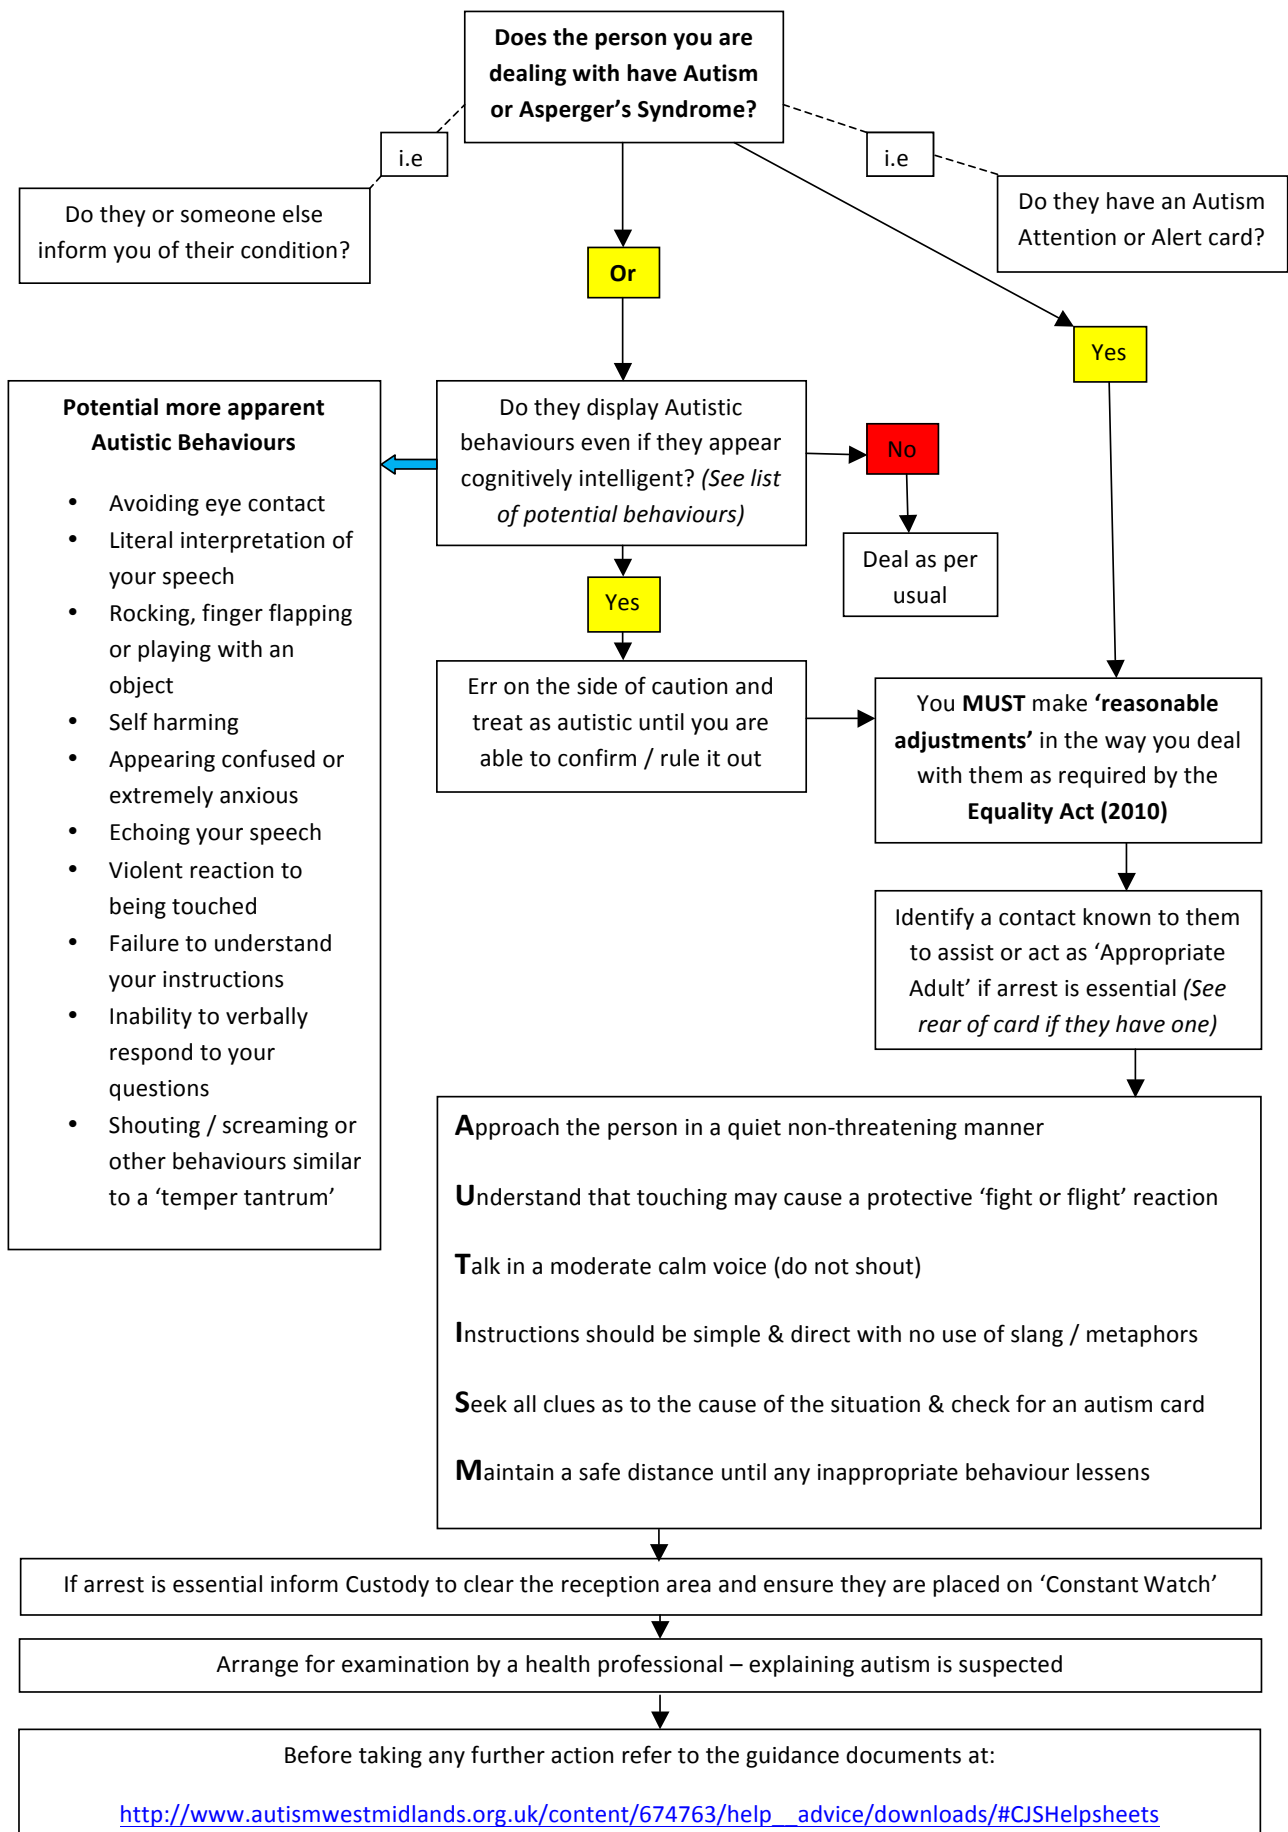 Does the person you are
dealing with have Autism
or Asperger’s Syndrome?
i.e
i.e
Do they or someone else
inform you of their condition?
Do they have an Autism
Attention or Alert card?
Or
Yes
Potential more apparent
Autistic Behaviours
• Avoiding eye contact
• Literal interpretation of
your speech
• Rocking, finger flapping
or playing with an
object
• Self harming
• Appearing confused or
extremely anxious
• Echoing your speech
• Violent reaction to
being touched
• Failure to understand
your instructions
• Inability to verbally
respond to your
questions
• Shouting / screaming or
other behaviours similar
to a ‘temper tantrum’
Do they display Autistic
behaviours even if they appear
cognitively intelligent? (See list
of potential behaviours)
No
Deal as per
usual
Yes
Err on the side of caution and
treat as autistic until you are
able to confirm / rule it out
You MUST make ‘reasonable
adjustments’ in the way you deal
with them as required by the
Equality Act (2010)
Identify a contact known to them
to assist or act as ‘Appropriate
Adult’ if arrest is essential (See
rear of card if they have one)
Approach the person in a quiet non-threatening manner
Understand that touching may cause a protective ‘fight or flight’ reaction
Talk in a moderate calm voice (do not shout)
Instructions should be simple & direct with no use of slang / metaphors
Seek all clues as to the cause of the situation & check for an autism card
Maintain a safe distance until any inappropriate behaviour lessens
If arrest is essential inform Custody to clear the reception area and ensure they are placed on ‘Constant Watch’
Arrange for examination by a health professional – explaining autism is suspected
Before taking any further action refer to the guidance documents at:
http://www.autismwestmidlands.org.uk/content/674763/help__advice/downloads/#CJSHelpsheets